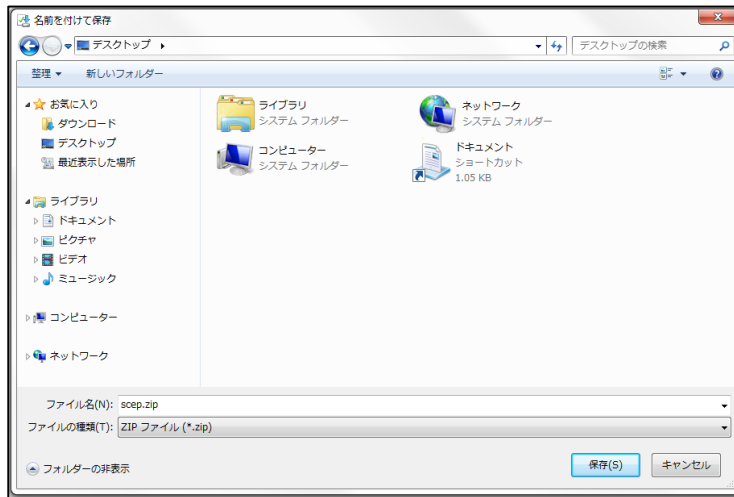 名前を付けて保存
デスクトップ
デスクトップの検索
整理
新しいフォルダー
お気に入り
ダウンロード
デスクトップ
最近表示した場所
ライブラリ
ドキュメント
ピクチャ
ビデオ
ミュージック
コンピューター
ネットワーク
ライブラリ
システム フォルダー
ネットワーク
システム フォルダー
コンピューター
システム フォルダー
ドキュメント
ショートカット
1.05 KB
ファイル名(N): scep.zip
ファイルの種類(T): ZIP ファイル (*.zip)
フォルダーの非表示
保存(S)
キャンセル